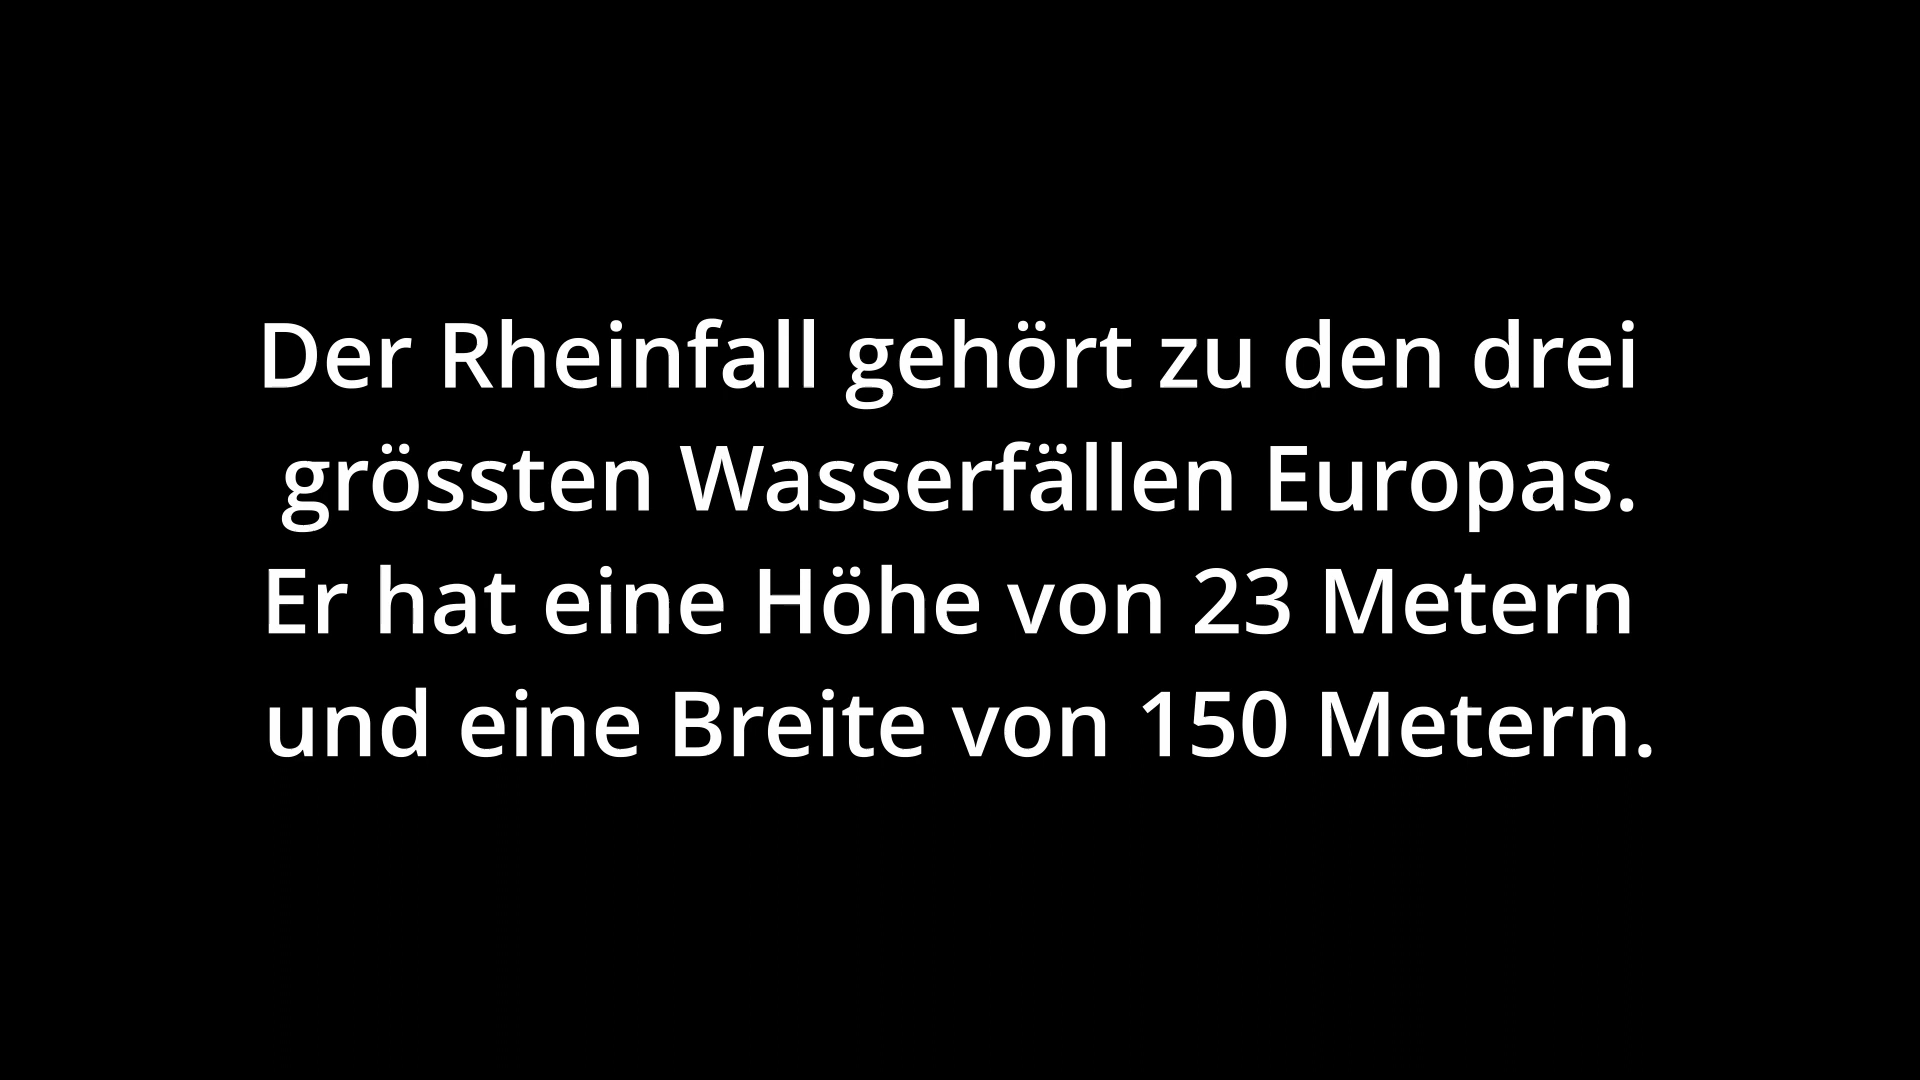 Der Rheinfall gehört zu den drei
grössten Wasserfällen Europas.
Er hat eine Höhe von 23 Metern
und eine Breite von 150 Metern.